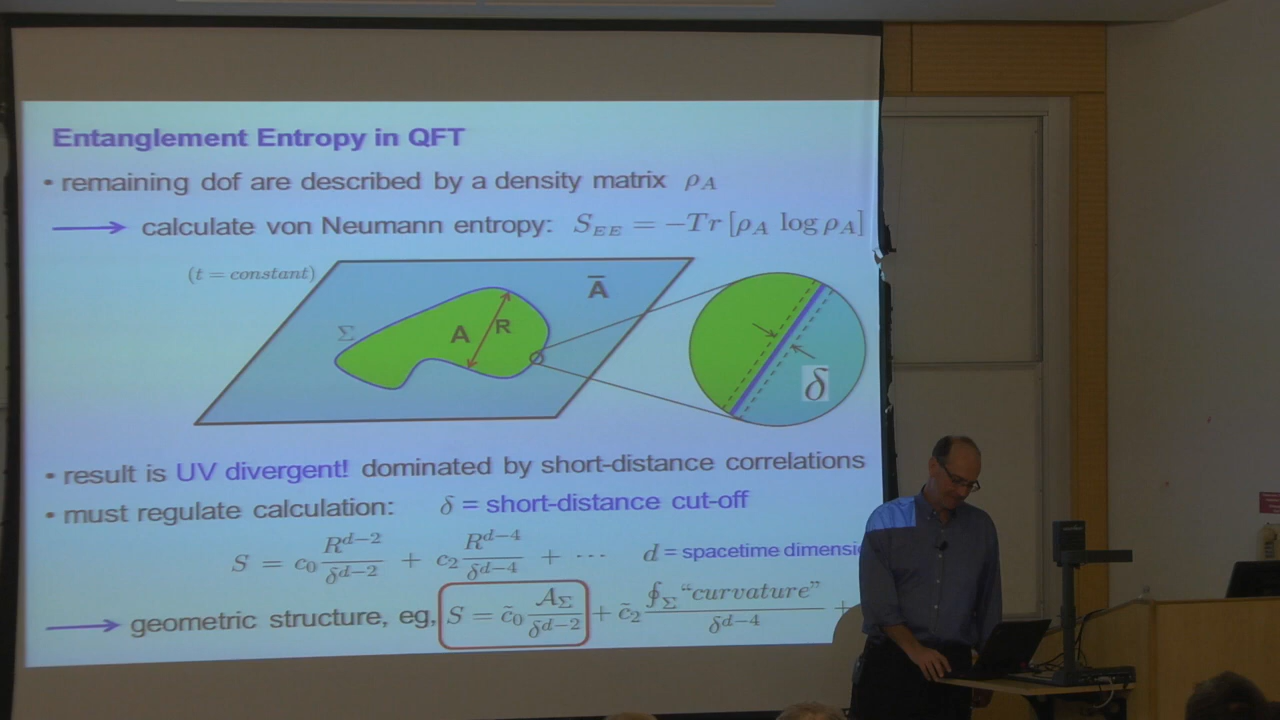 Entanglement Entropy in QFT
• remaining dof are described by a density matrix ρ_A
⟶ calculate von Neumann entropy: S_EE = −Tr [ρ_A log ρ_A]
(t = constant)
Ā
Σ
A
R
δ
• result is UV divergent! dominated by short-distance correlations
• must regulate calculation: δ = short-distance cut-off
S = c_0 R^{d−2}/δ^{d−2} + c_2 R^{d−4}/δ^{d−4} + ⋯ d = spacetime dimensi
⟶ geometric structure, eg, S = c̃_0 A_Σ/δ^{d−2} + c̃_2 ∮_Σ “curvature”/δ^{d−4} +